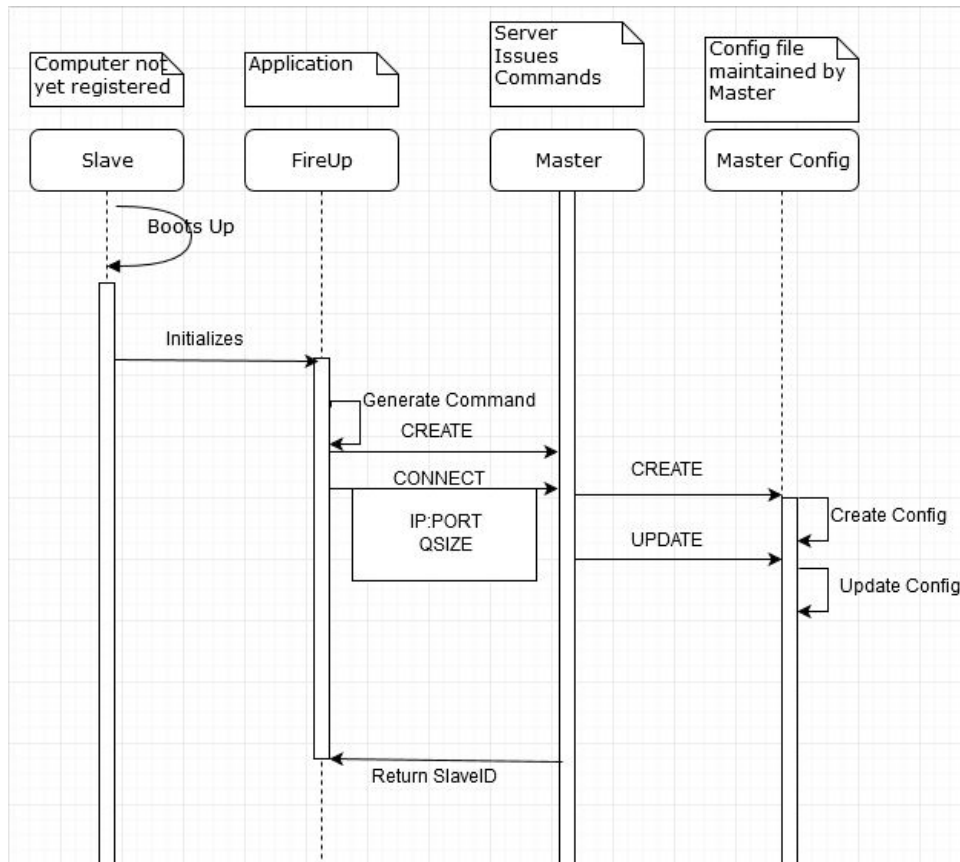 Computer not
yet registered
Application
Server
Issues
Commands
Config file
maintained by
Master
Slave
FireUp
Master
Master Config
Boots Up
Initializes
Generate Command
CREATE
CONNECT
CREATE
IP:PORT
QSIZE
Create Config
UPDATE
Update Config
Return SlaveID